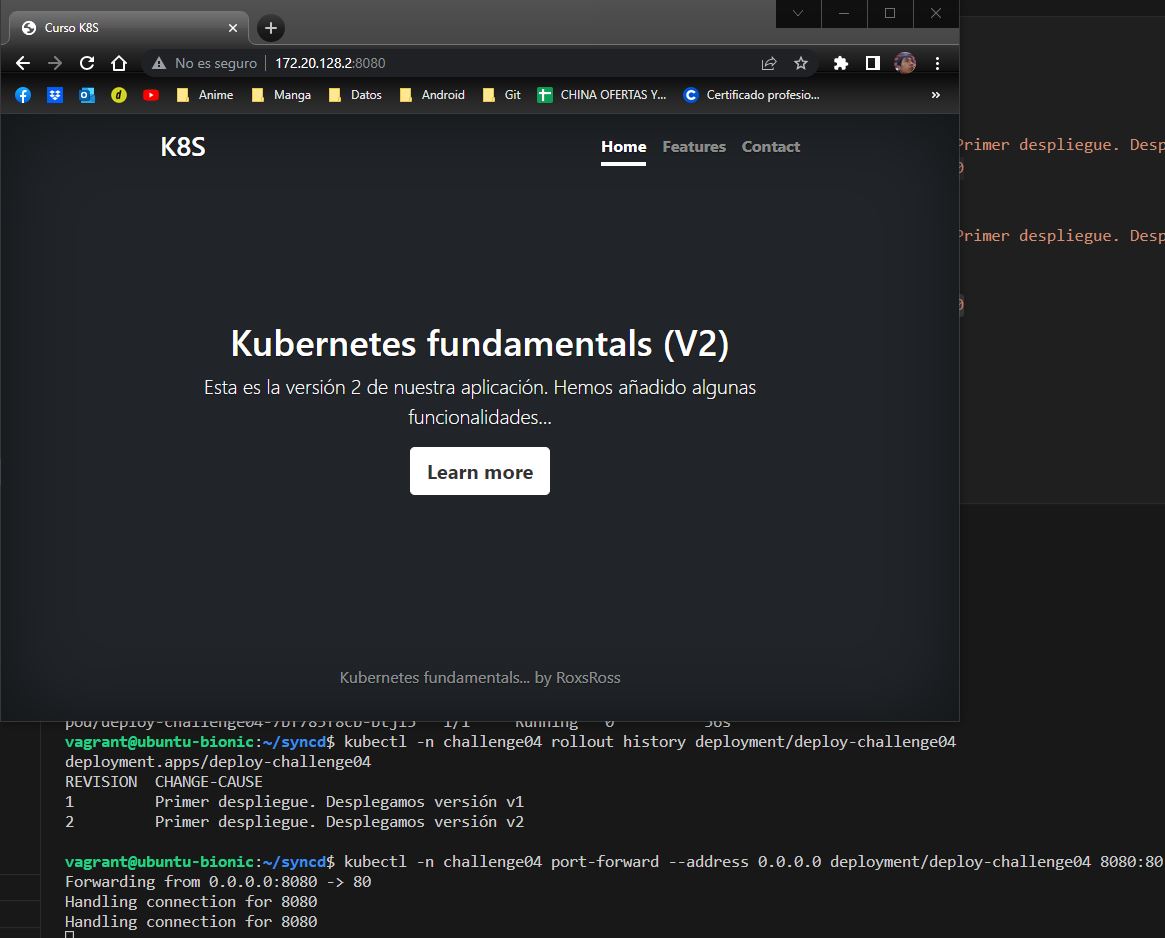 Curso K8S
No es seguro
172.20.128.2:8080
Anime
Manga
Datos
Android
Git
CHINA OFERTAS Y...
Certificado profesio...
»
K8S
Home
Features
Contact
Primer despliegue. Desp
0
Primer despliegue. Desp
0
Kubernetes fundamentals (V2)
Esta es la versión 2 de nuestra aplicación. Hemos añadido algunas
funcionalidades...
Learn more
Kubernetes fundamentals... by RoxsRoss
1/1 Running 0 56s
vagrant@ubuntu-bionic:~/syncd$ kubectl -n challenge04 rollout history deployment/deploy-challenge04
deployment.apps/deploy-challenge04
REVISION CHANGE-CAUSE
1 Primer despliegue. Desplegamos versión v1
2 Primer despliegue. Desplegamos versión v2
vagrant@ubuntu-bionic:~/syncd$ kubectl -n challenge04 port-forward --address 0.0.0.0 deployment/deploy-challenge04 8080:80
Forwarding from 0.0.0.0:8080 -> 80
Handling connection for 8080
Handling connection for 8080